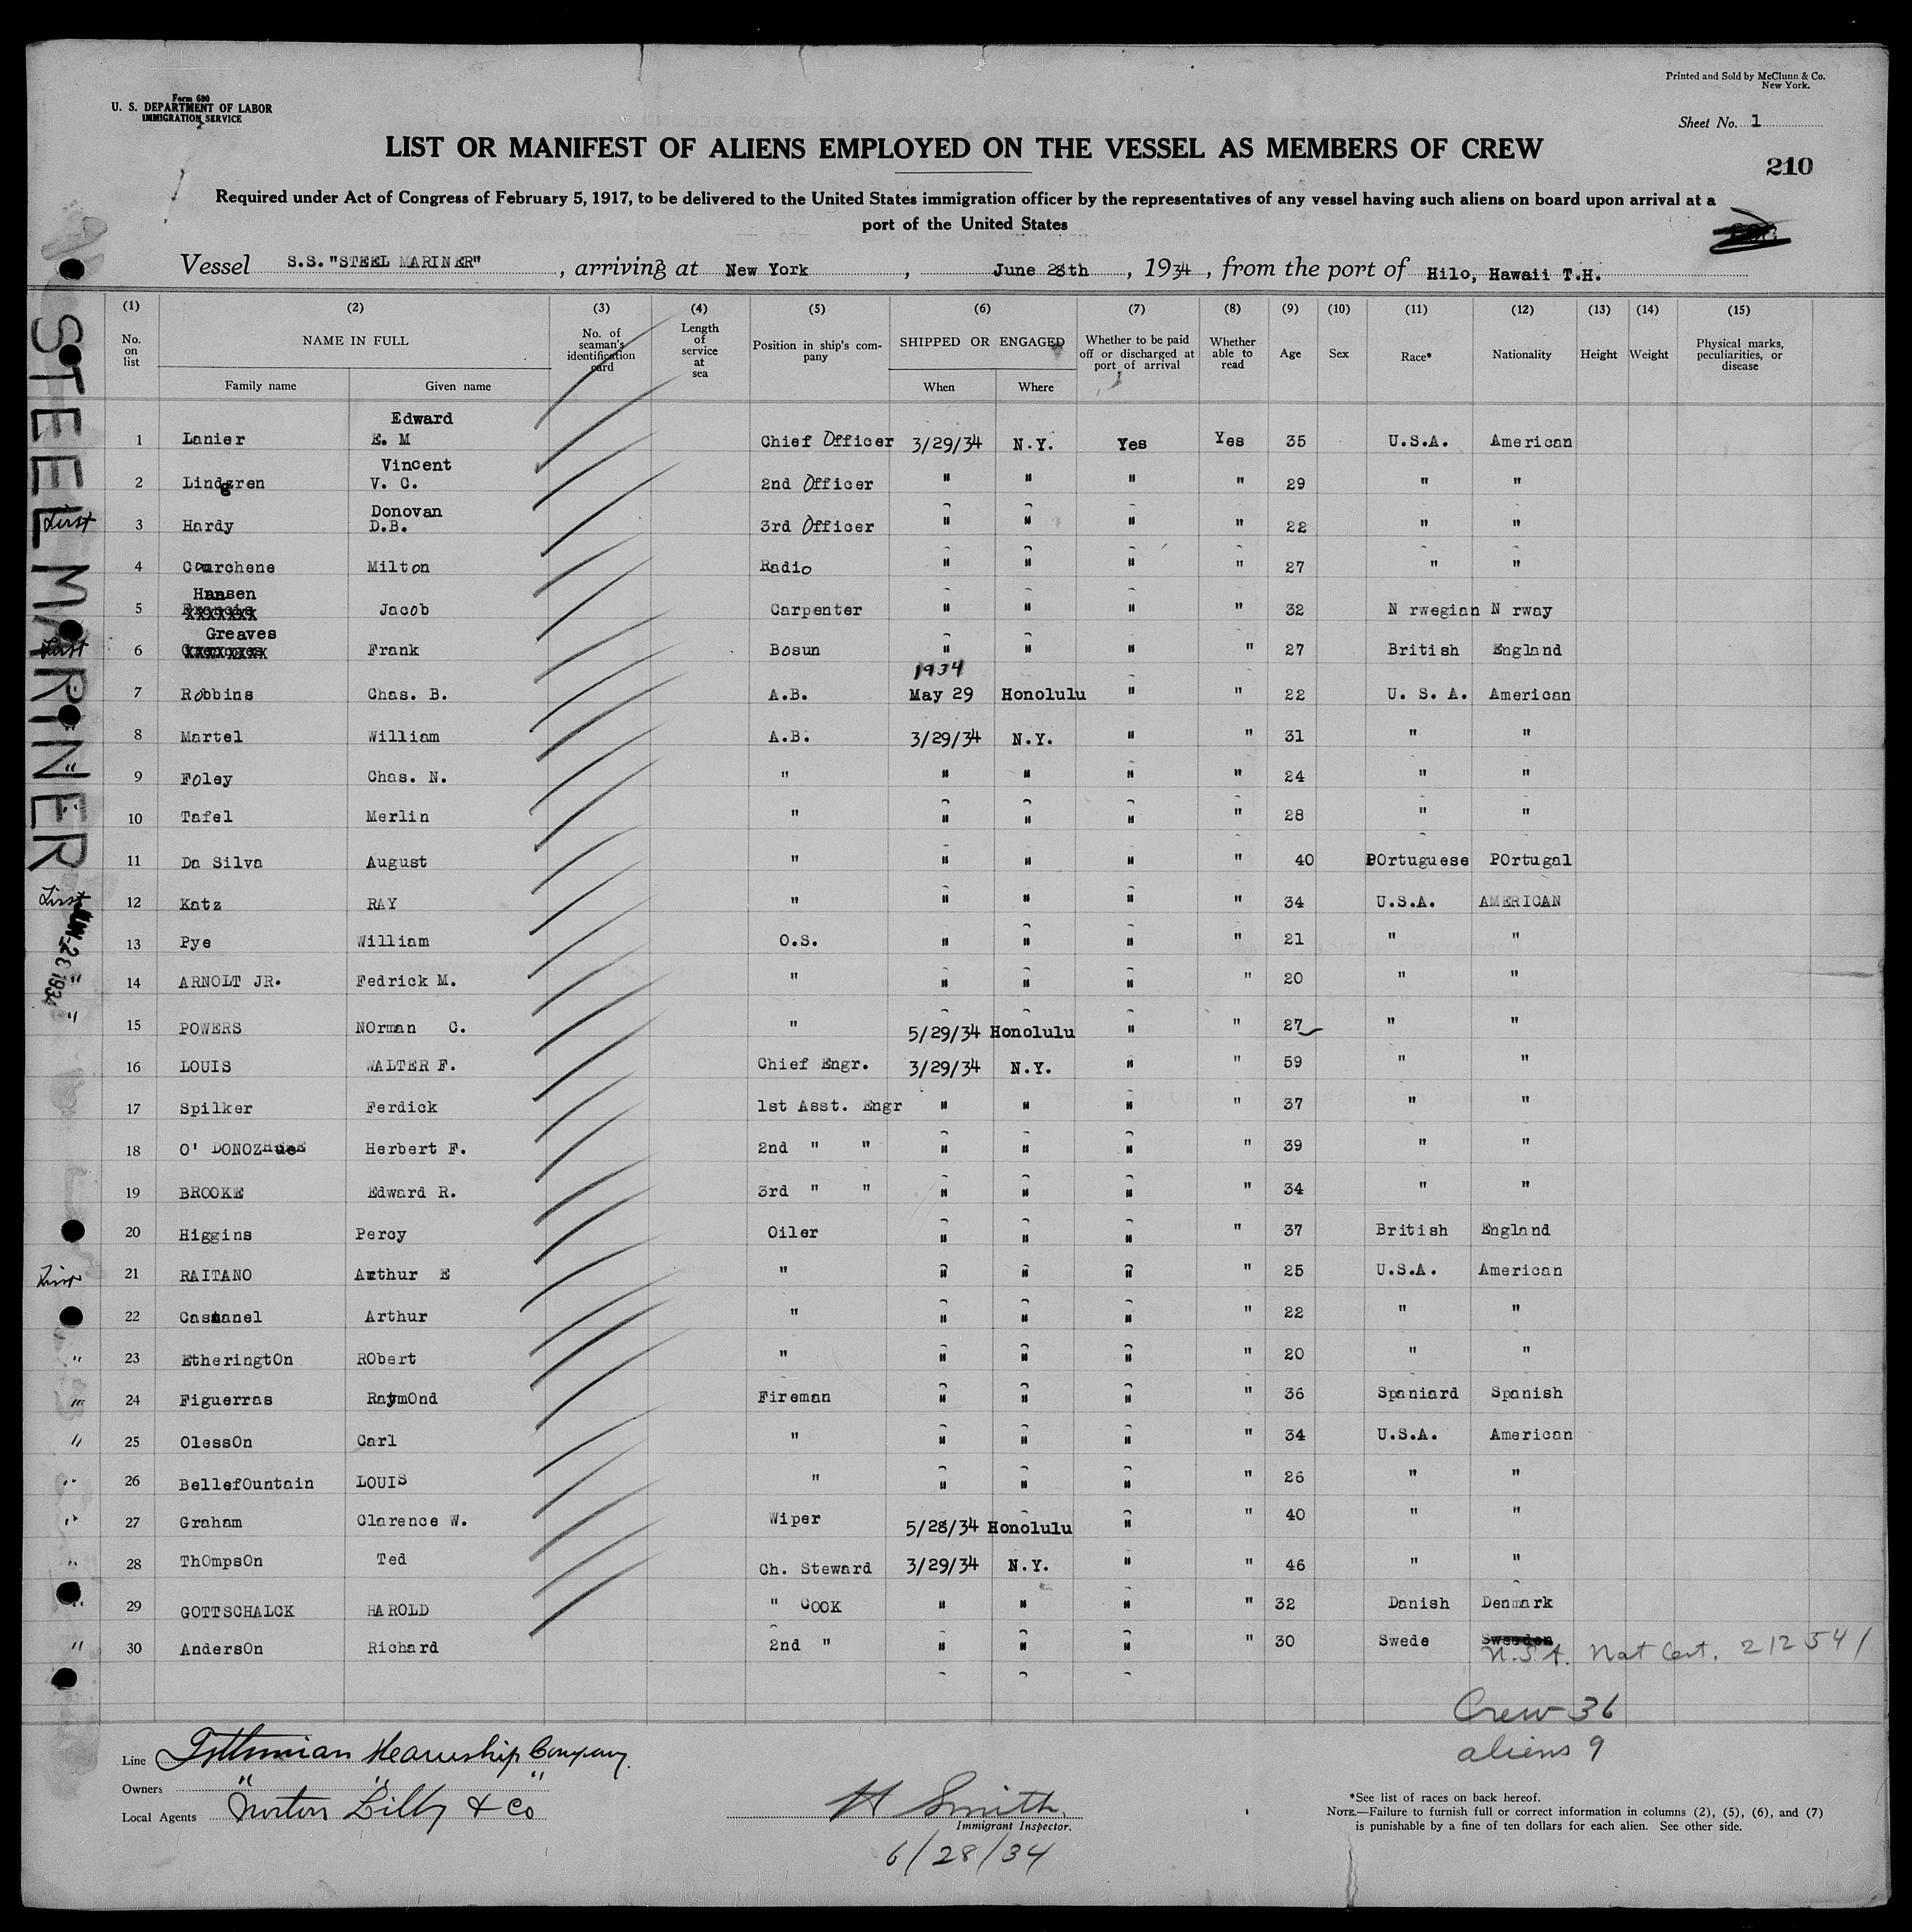 Form 680
U. S. DEPARTMENT OF LABOR
IMMIGRATION SERVICE
Printed and Sold by McClunn & Co.
New York.
Sheet No. 1
LIST OR MANIFEST OF ALIENS EMPLOYED ON THE VESSEL AS MEMBERS OF CREW
210
Required under Act of Congress of February 5, 1917, to be delivered to the United States immigration officer by the representatives of any vessel having such aliens on board upon arrival at a
port of the United States
Vessel S.S. "STEEL MARINER", arriving at New York, June 28th, 1934, from the port of Hilo, Hawaii T.H.
(1) (2) (3) (4) (5) (6) (7) (8) (9) (10) (11) (12) (13) (14) (15)
No. on list NAME IN FULL No. of seaman's identification card Length of service at sea Position in ship's company SHIPPED OR ENGAGED Whether to be paid off or discharged at port of arrival Whether able to read Age Sex Race* Nationality Height Weight Physical marks, peculiarities, or disease
Family name Given name When Where
Edward
1 Lanier E. M Chief Officer 3/29/34 N.Y. Yes Yes 35 U.S.A. American
Vincent
2 Lindgren V. C. 2nd Officer " " " " 29 " "
Donovan
First 3 Hardy D.B. 3rd Officer " " " " 22 " "
4 Courchene Milton Radio " " " " 27 " "
Hansen
5 Jacob Carpenter " " " " 32 N rwegian N rway
Greaves
6 Frank Bosun " " " " 27 British England
1934
7 Robbins Chas. B. A.B. May 29 Honolulu " " 22 U. S. A. American
8 Martel William A.B. 3/29/34 N.Y. " " 31 " "
9 Foley Chas. N. " " " " " 24 " "
10 Tafel Merlin " " " " " 28 " "
11 Da Silva August " " " " " 40 POrtuguese POrtugal
First 12 Katz RAY " " " " " 34 U.S.A. AMERICAN
13 Pye William O.S. " " " " 21 " "
" 14 ARNOLT JR. Fedrick M. " " " " " 20 " "
" 15 POWERS NOrman C. " 5/29/34 Honolulu " " 27 " "
16 LOUIS WALTER F. Chief Engr. 3/29/34 N.Y. " " 59 " "
17 Spilker Ferdick 1st Asst. Engr " " " " 37 " "
18 O' Herbert F. 2nd " " " " " " 39 " "
19 BROOKE Edward R. 3rd " " " " " " 34 " "
20 Higgins Percy Oiler " " " " 37 British England
First 21 RAITANO Arthur E " " " " " 25 U.S.A. American
22 Arthur " " " " " 22 " "
" 23 EtheringtOn RObert " " " " " 20 " "
" 24 Figuerras RaymOnd Fireman " " " " 36 Spaniard Spanish
" 25 OlessOn Carl " " " " " 34 U.S.A. American
" 26 BellefOuntain LOUIS " " " " " 26 " "
" 27 Graham Clarence W. Wiper 5/28/34 Honolulu " " 40 " "
" 28 ThOmpsOn Ted Ch. Steward 3/29/34 N.Y. " " 46 " "
" 29 GOTTSCHALCK HAROLD " COOK " " " " 32 Danish Denmark
" 30 AndersOn Richard 2nd " " " " " 30 Swede Sweeden
U.S.A. Nat Cert. 212541
Crew 36
aliens 9
STEEL MARINER
Line Isthmian Steamship Company.
Owners " " "
Local Agents Norton Lilly & Co
H Smith
Immigrant Inspector.
6/28/34
*See list of races on back hereof.
NOTE.—Failure to furnish full or correct information in columns (2), (5), (6), and (7)
is punishable by a fine of ten dollars for each alien. See other side.